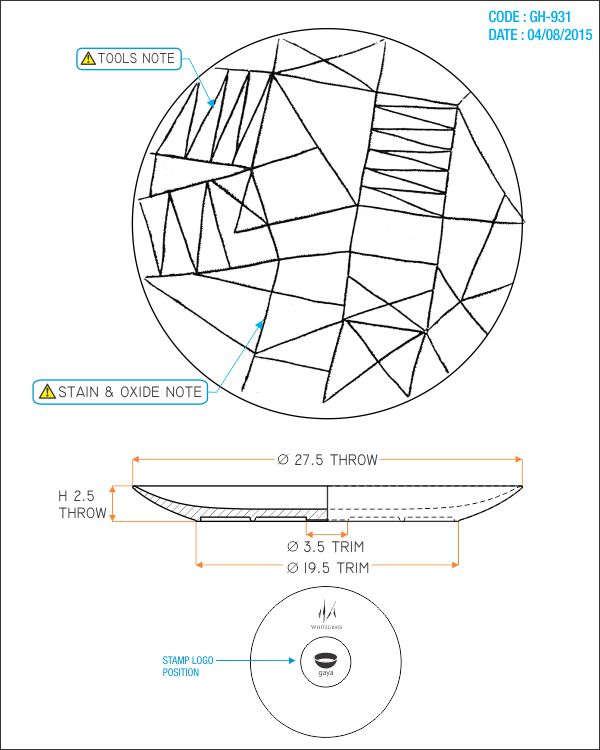 CODE : GH-931
DATE : 04/08/2015
TOOLS NOTE
STAIN & OXIDE NOTE
Ø 27.5 THROW
H 2.5
THROW
Ø 3.5 TRIM
Ø 19.5 TRIM
WHITEGRASS
STAMP LOGO
POSITION
gaya